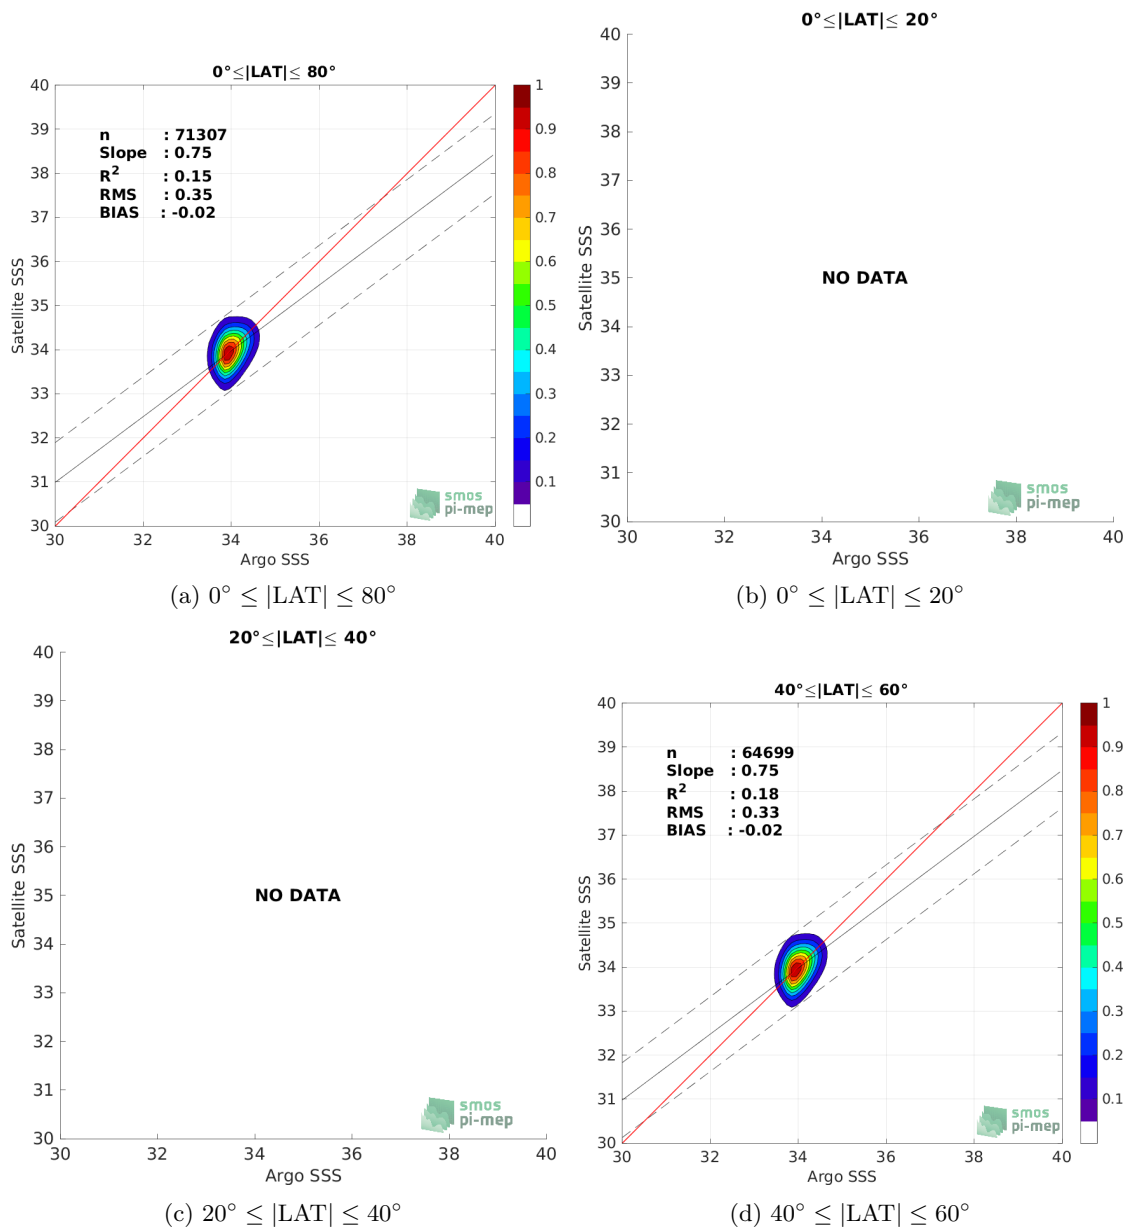 0°≤|LAT|≤ 80°
40
39
38
37
36
35
34
33
32
31
30
30
32
34
36
38
40
Satellite SSS
Argo SSS
n : 71307
Slope : 0.75
R² : 0.15
RMS : 0.35
BIAS : -0.02
1
0.9
0.8
0.7
0.6
0.5
0.4
0.3
0.2
0.1
smos
pi-mep
(a) 0° ≤ |LAT| ≤ 80°
0°≤|LAT|≤ 20°
40
39
38
37
36
35
34
33
32
31
30
30
32
34
36
38
40
Satellite SSS
Argo SSS
NO DATA
smos
pi-mep
(b) 0° ≤ |LAT| ≤ 20°
20°≤|LAT|≤ 40°
40
39
38
37
36
35
34
33
32
31
30
30
32
34
36
38
40
Satellite SSS
Argo SSS
NO DATA
smos
pi-mep
(c) 20° ≤ |LAT| ≤ 40°
40°≤|LAT|≤ 60°
40
39
38
37
36
35
34
33
32
31
30
30
32
34
36
38
40
Satellite SSS
Argo SSS
n : 64699
Slope : 0.75
R² : 0.18
RMS : 0.33
BIAS : -0.02
1
0.9
0.8
0.7
0.6
0.5
0.4
0.3
0.2
0.1
smos
pi-mep
(d) 40° ≤ |LAT| ≤ 60°